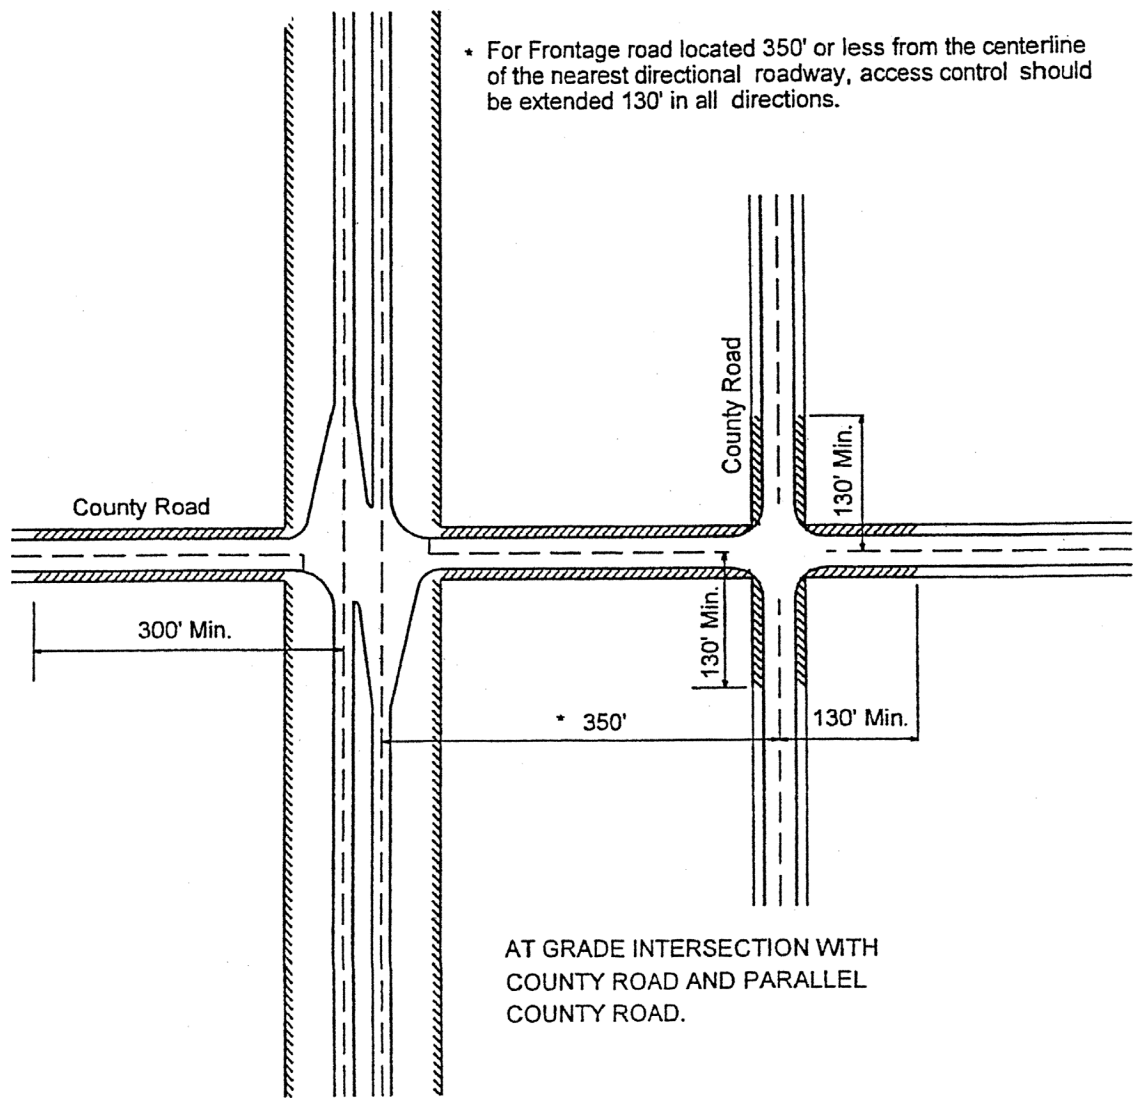 * For Frontage road located 350' or less from the centerline
of the nearest directional roadway, access control should
be extended 130' in all directions.
County Road
130' Min.
County Road
300' Min.
130' Min.
* 350'
130' Min.
AT GRADE INTERSECTION WITH
COUNTY ROAD AND PARALLEL
COUNTY ROAD.